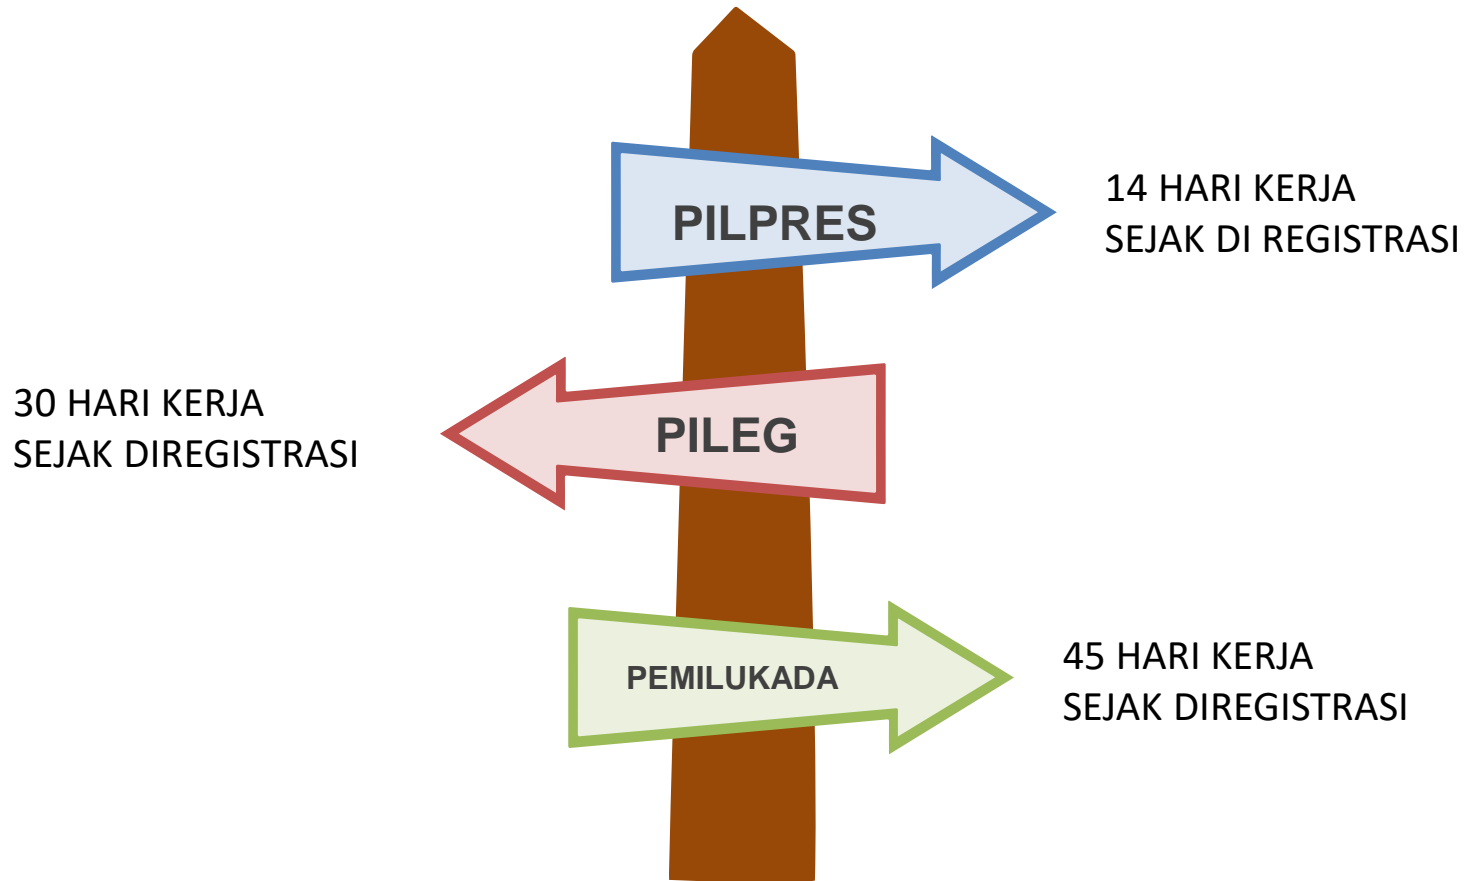 PILPRES
14 HARI KERJA
SEJAK DI REGISTRASI
30 HARI KERJA
SEJAK DIREGISTRASI
PILEG
PEMILUKADA
45 HARI KERJA
SEJAK DIREGISTRASI